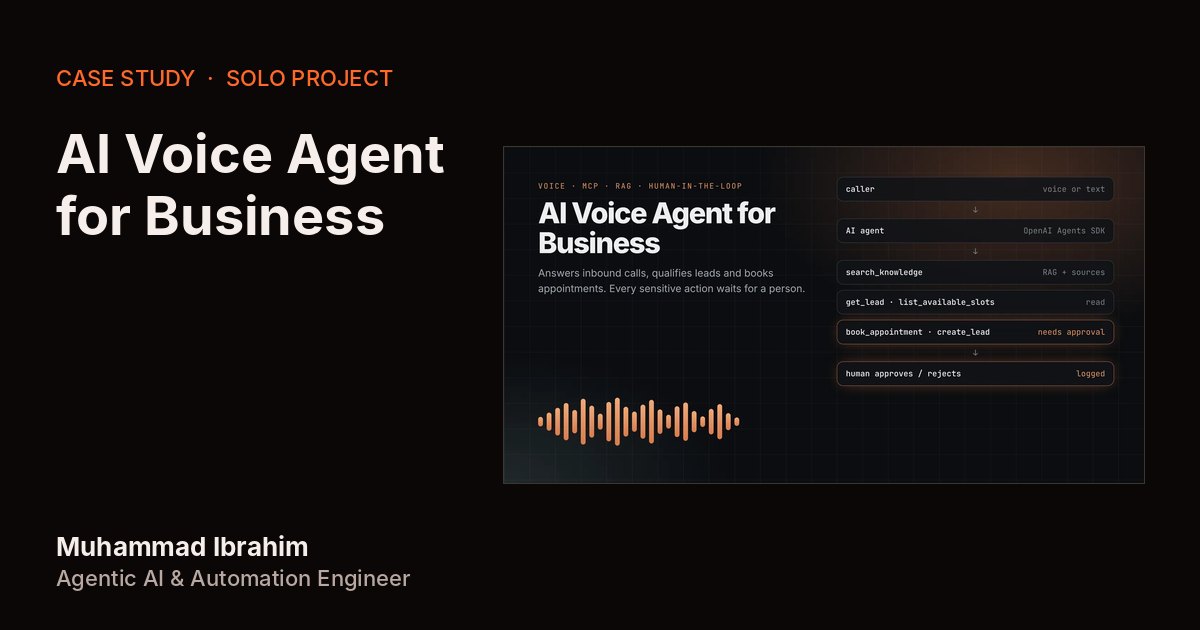 CASE STUDY · SOLO PROJECT
AI Voice Agent
for Business
VOICE · MCP · RAG · HUMAN-IN-THE-LOOP
AI Voice Agent for
Business
Answers inbound calls, qualifies leads and books
appointments. Every sensitive action waits for a person.
caller voice or text
↓
AI agent OpenAI Agents SDK
↓
search_knowledge RAG + sources
get_lead · list_available_slots read
book_appointment · create_lead needs approval
↓
human approves / rejects logged
Muhammad Ibrahim
Agentic AI & Automation Engineer